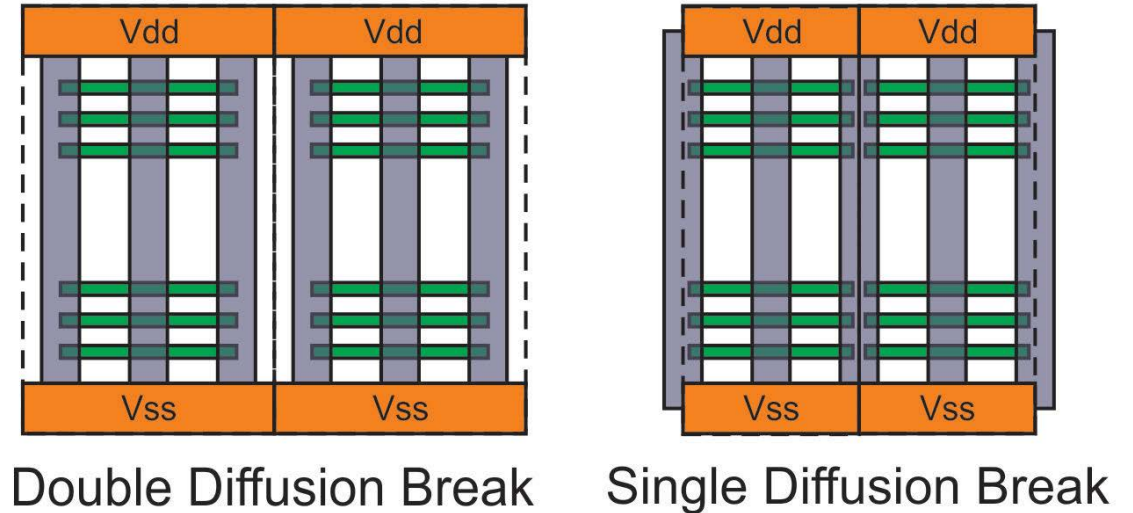 Vdd Vdd Vdd Vdd
Vss Vss Vss Vss
Double Diffusion Break Single Diffusion Break